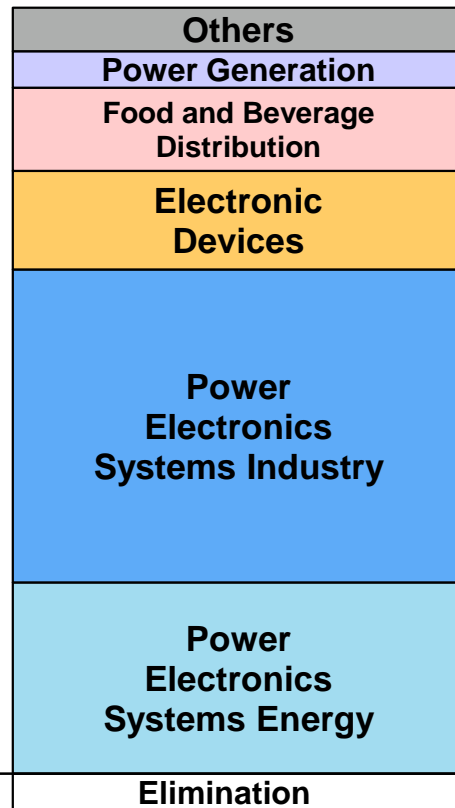 Others
Power Generation
Food and Beverage
Distribution
Electronic
Devices
Power
Electronics
Systems Industry
Power
Electronics
Systems Energy
Elimination